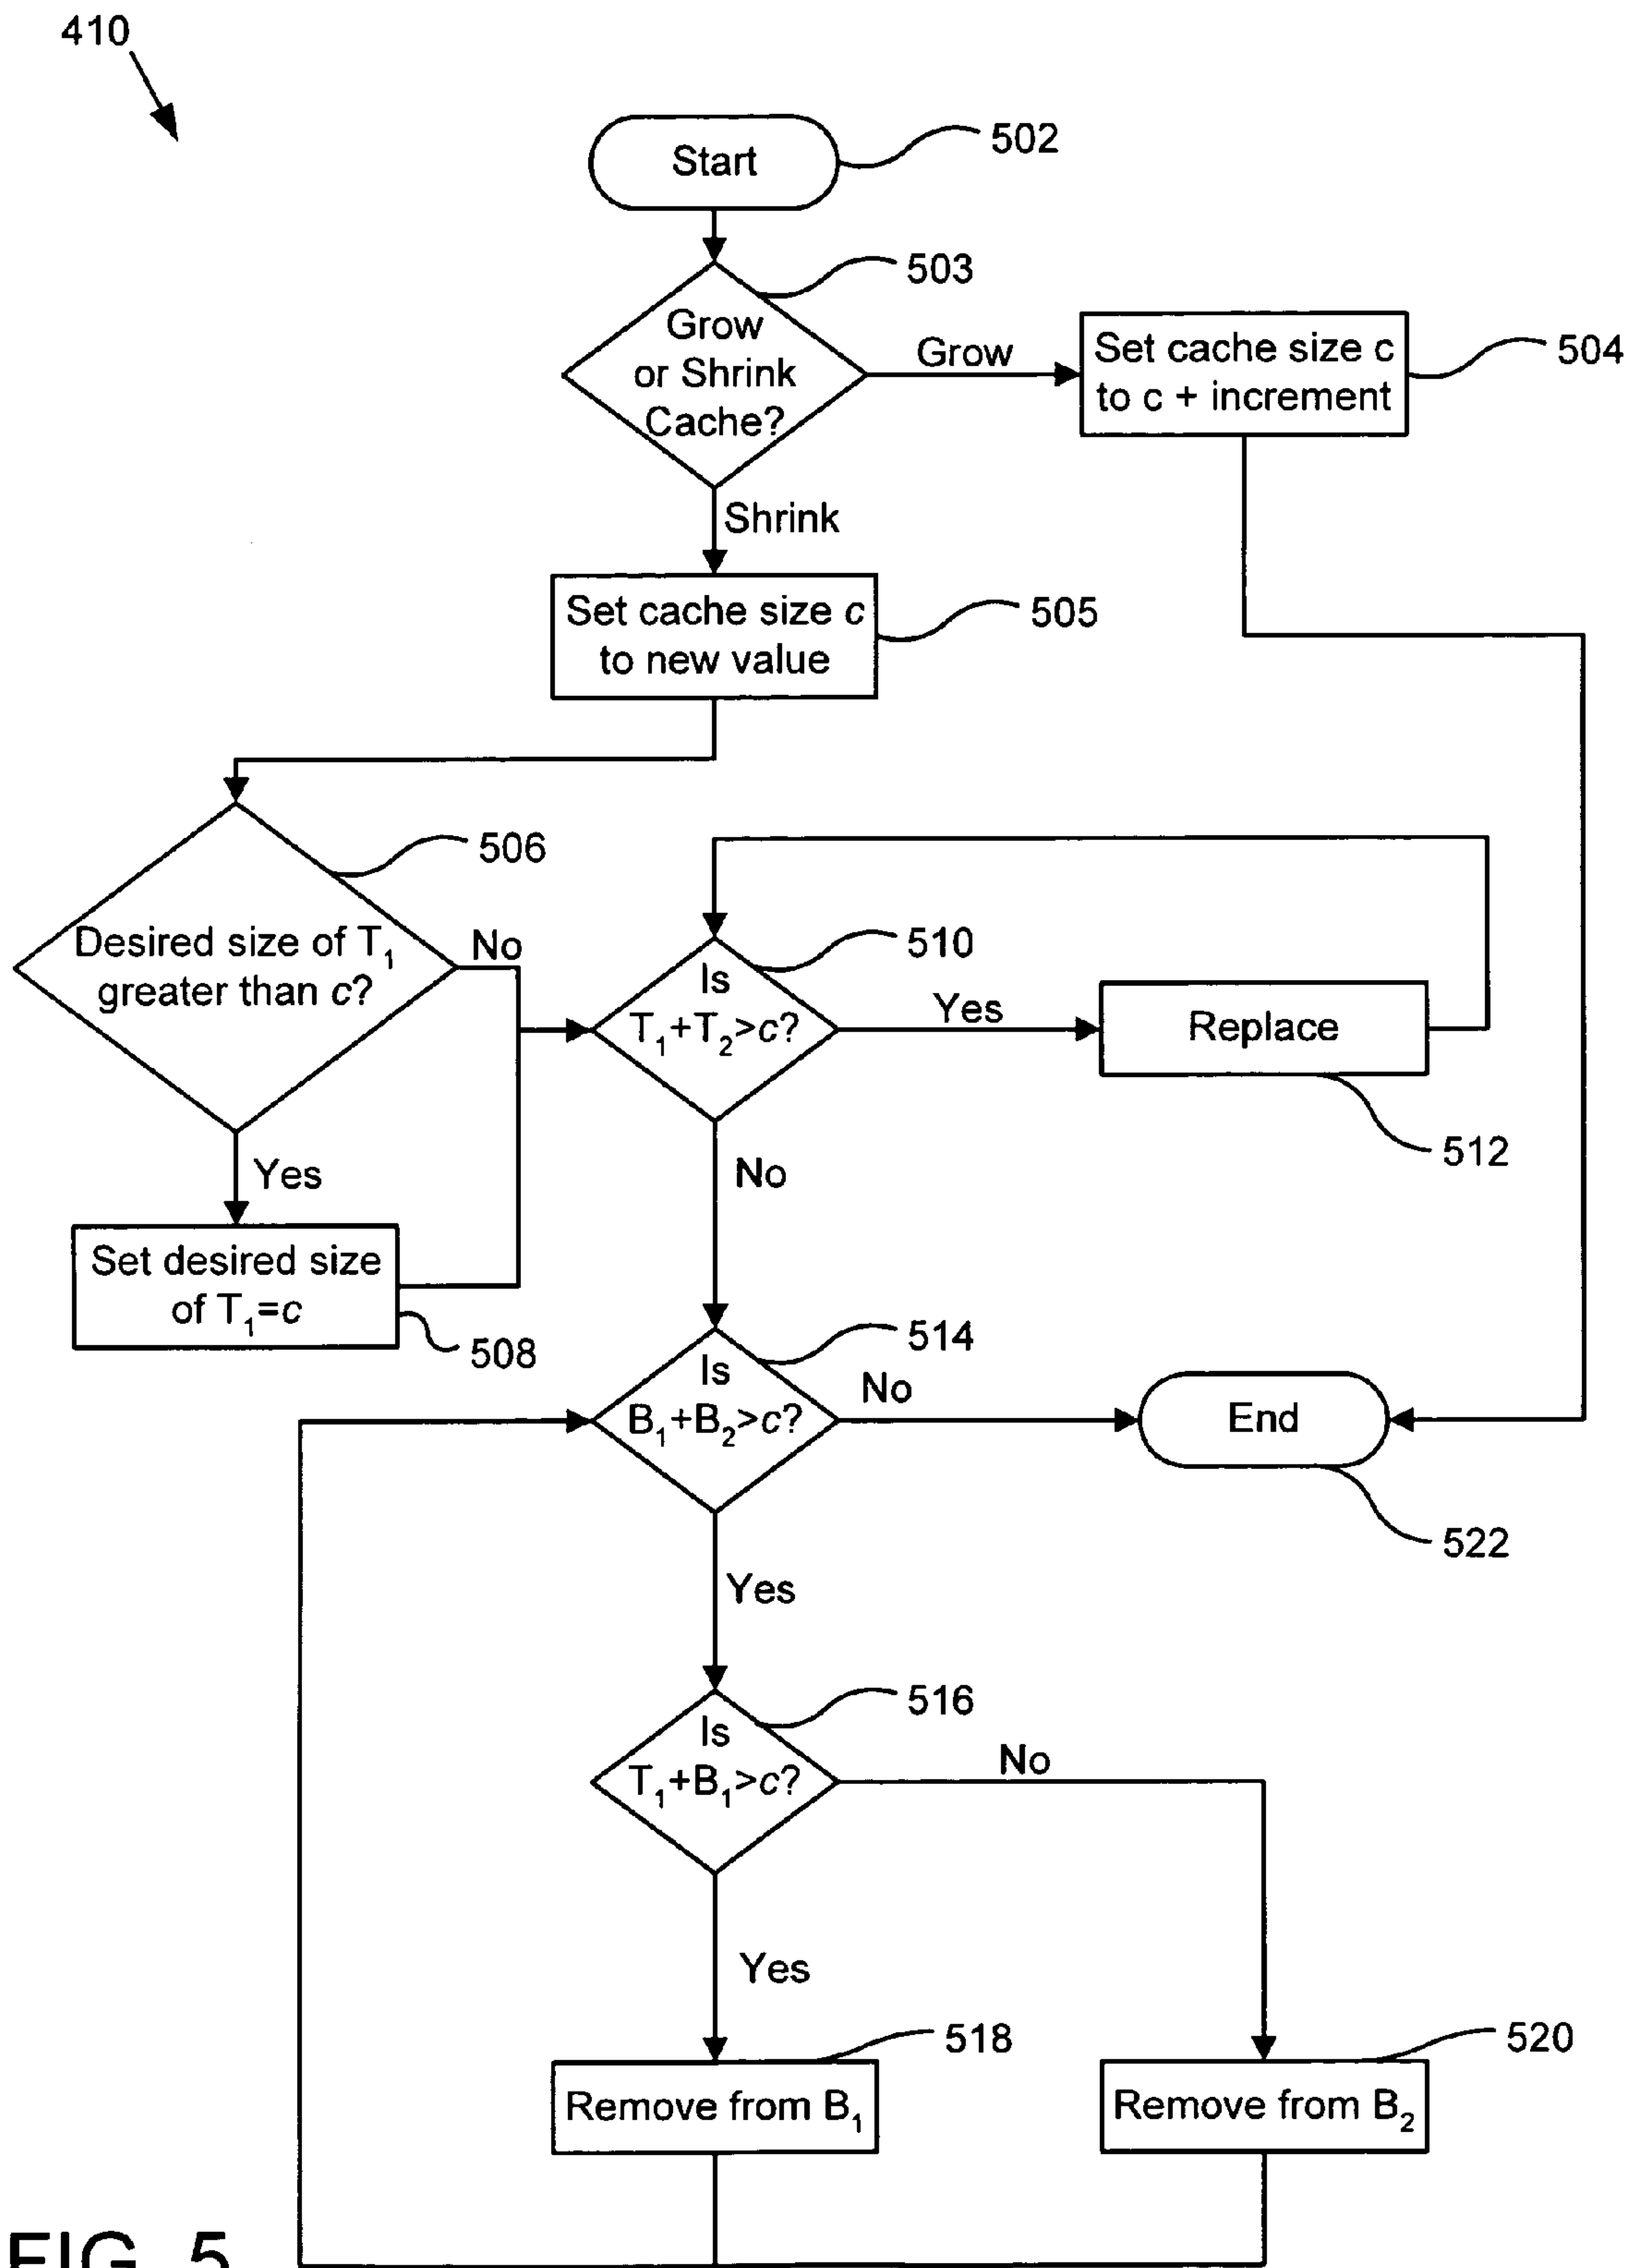 410
Start
502
503
Grow
or Shrink
Cache?
Grow
Set cache size c
to c + increment
504
Shrink
Set cache size c
to new value
505
506
Desired size of T1
greater than c?
No
510
Is
T1+T2>c?
Yes
Replace
512
Yes
Set desired size
of T1=c
508
No
514
Is
B1+B2>c?
No
End
522
Yes
516
Is
T1+B1>c?
No
Yes
518
Remove from B1
520
Remove from B2
FIG. 5